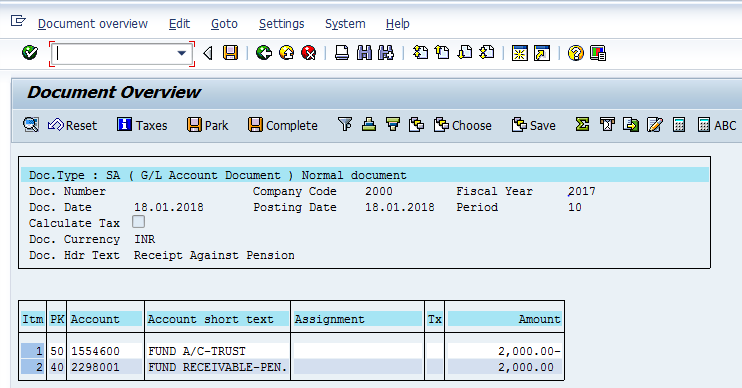 Document overview Edit Goto Settings System Help
Document Overview
Reset Taxes Park Complete Choose Save ABC
Doc.Type : SA ( G/L Account Document ) Normal document
Doc. Number Company Code 2000 Fiscal Year 2017
Doc. Date 18.01.2018 Posting Date 18.01.2018 Period 10
Calculate Tax
Doc. Currency INR
Doc. Hdr Text Receipt Against Pension
Itm PK Account Account short text Assignment Tx Amount
1 50 1554600 FUND A/C-TRUST 2,000.00-
2 40 2298001 FUND RECEIVABLE-PEN. 2,000.00